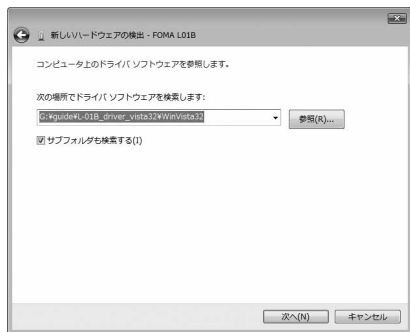 新しいハードウェアの検出 - FOMA L01B
コンピュータ上のドライバ ソフトウェアを参照します。
次の場所でドライバ ソフトウェアを検索します:
G:¥guide¥L-01B_driver_vista32¥WinVista32
参照(R)...
サブフォルダも検索する(I)
次へ(N)
キャンセル